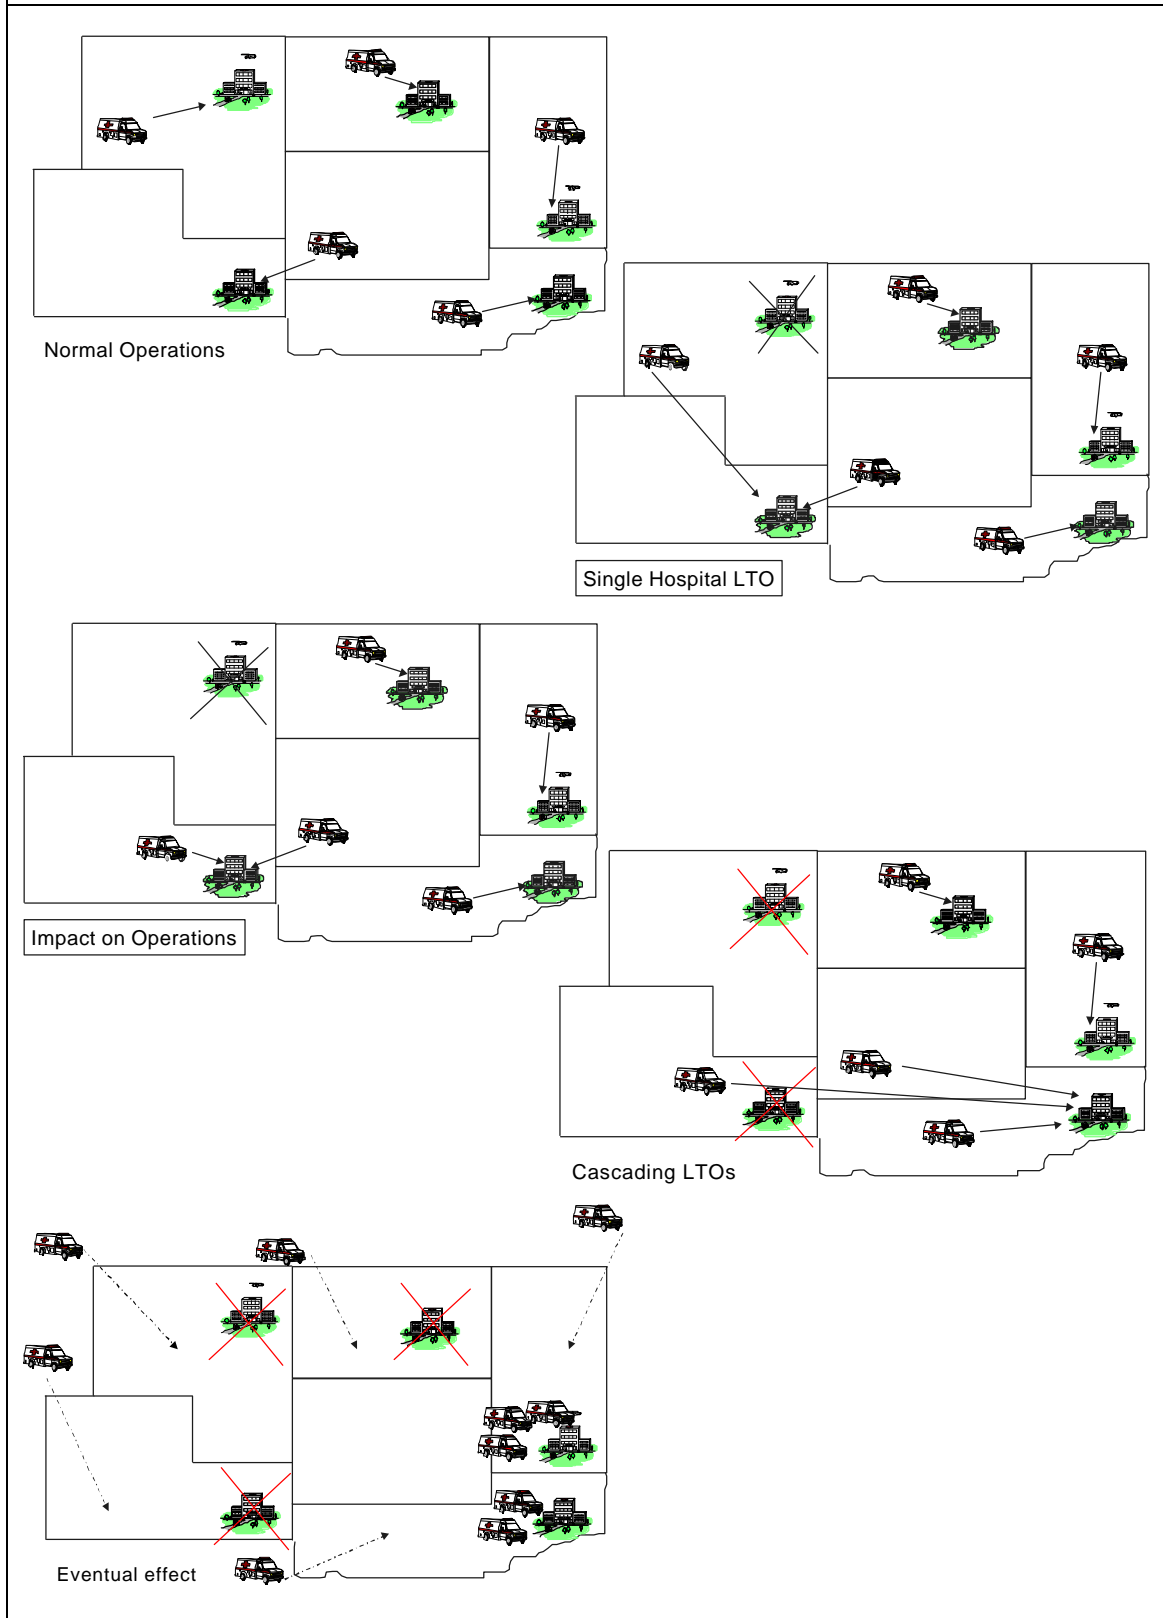 Normal Operations
Single Hospital LTO
Impact on Operations
Cascading LTOs
Eventual effect